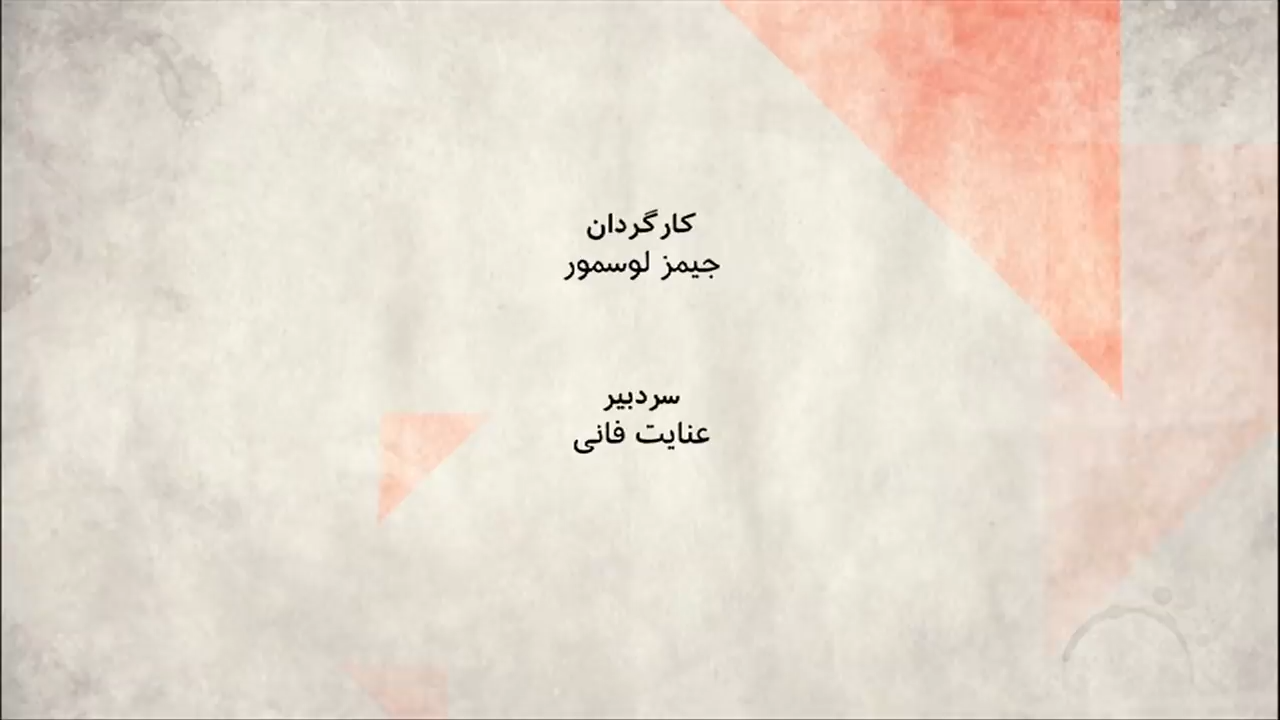 کارگردان
جیمز لوسمور
سردبیر
عنایت فانی